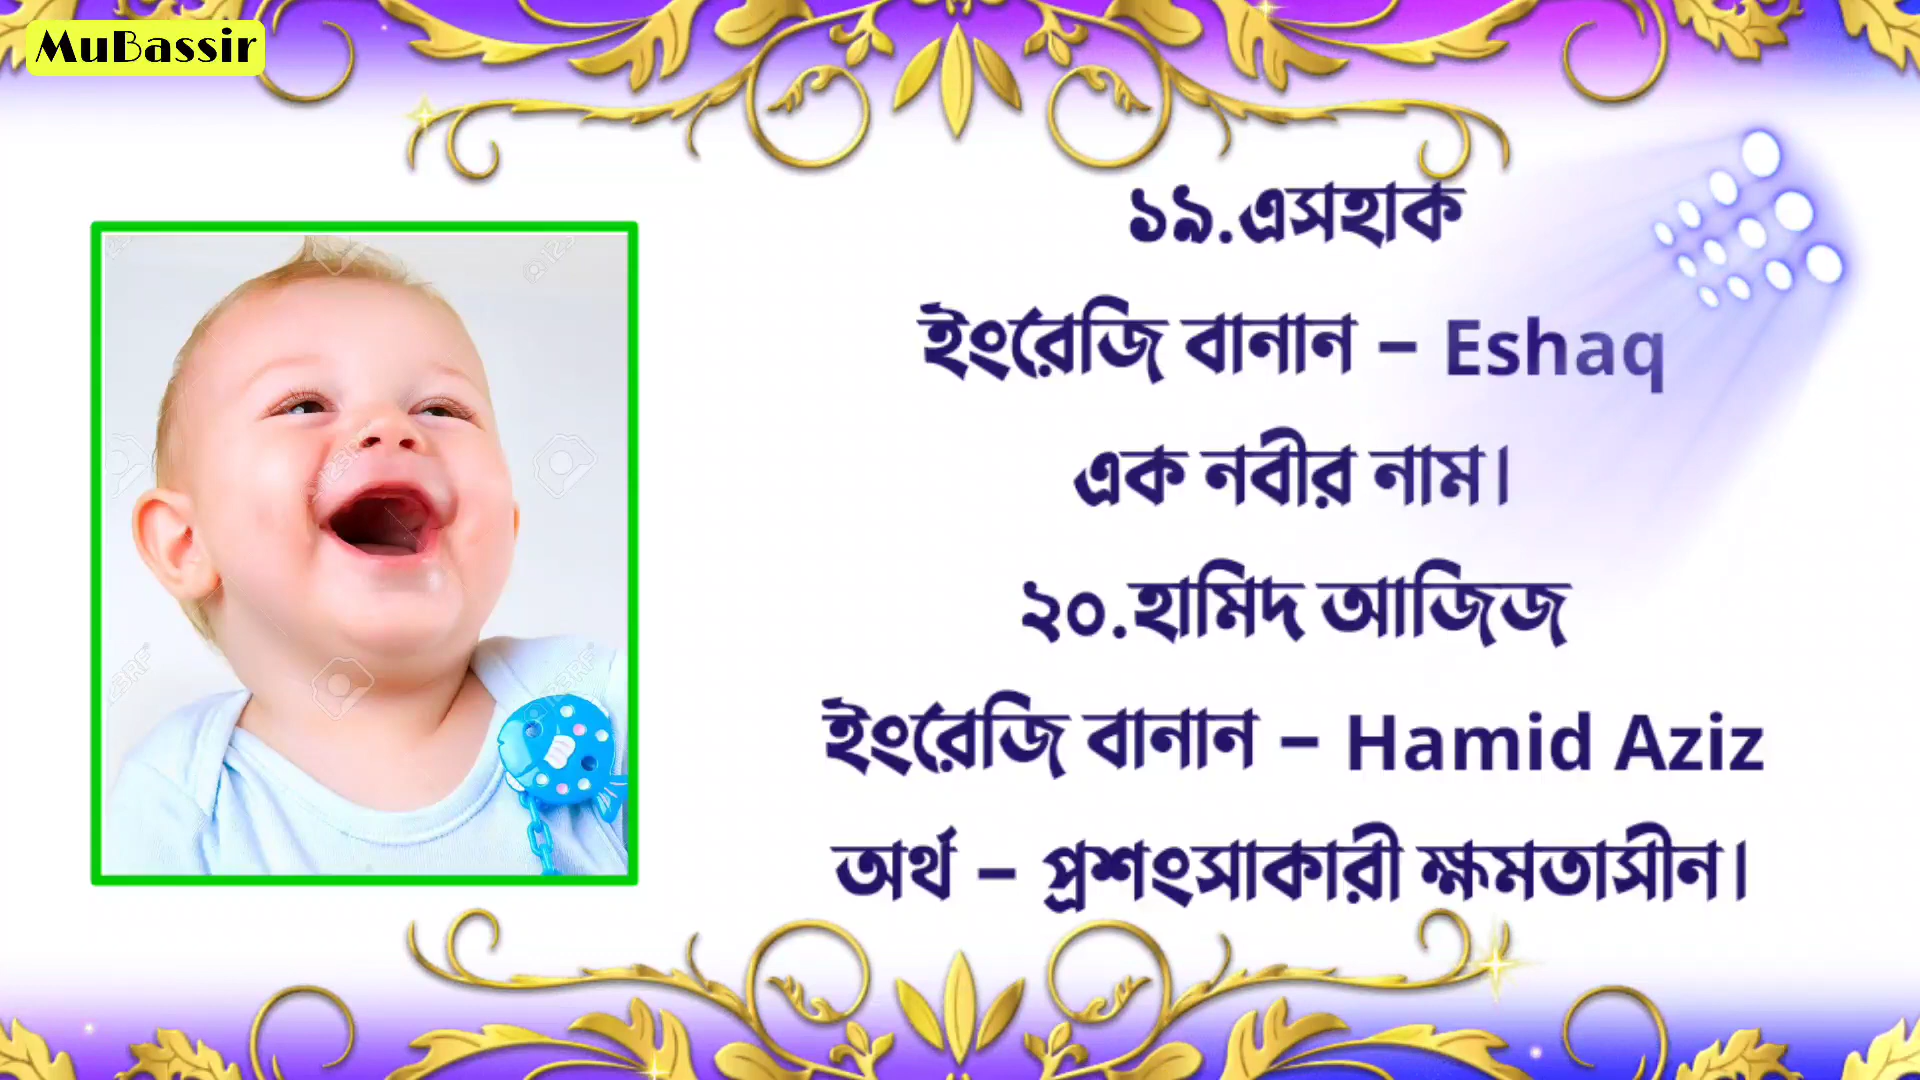 MuBassir
১৯.এসহাক
ইংরেজি বানান – Eshaq
এক নবীর নাম।
২০.হামিদ আজিজ
ইংরেজি বানান – Hamid Aziz
অর্থ – প্রশংসাকারী ক্ষমতাসীন।